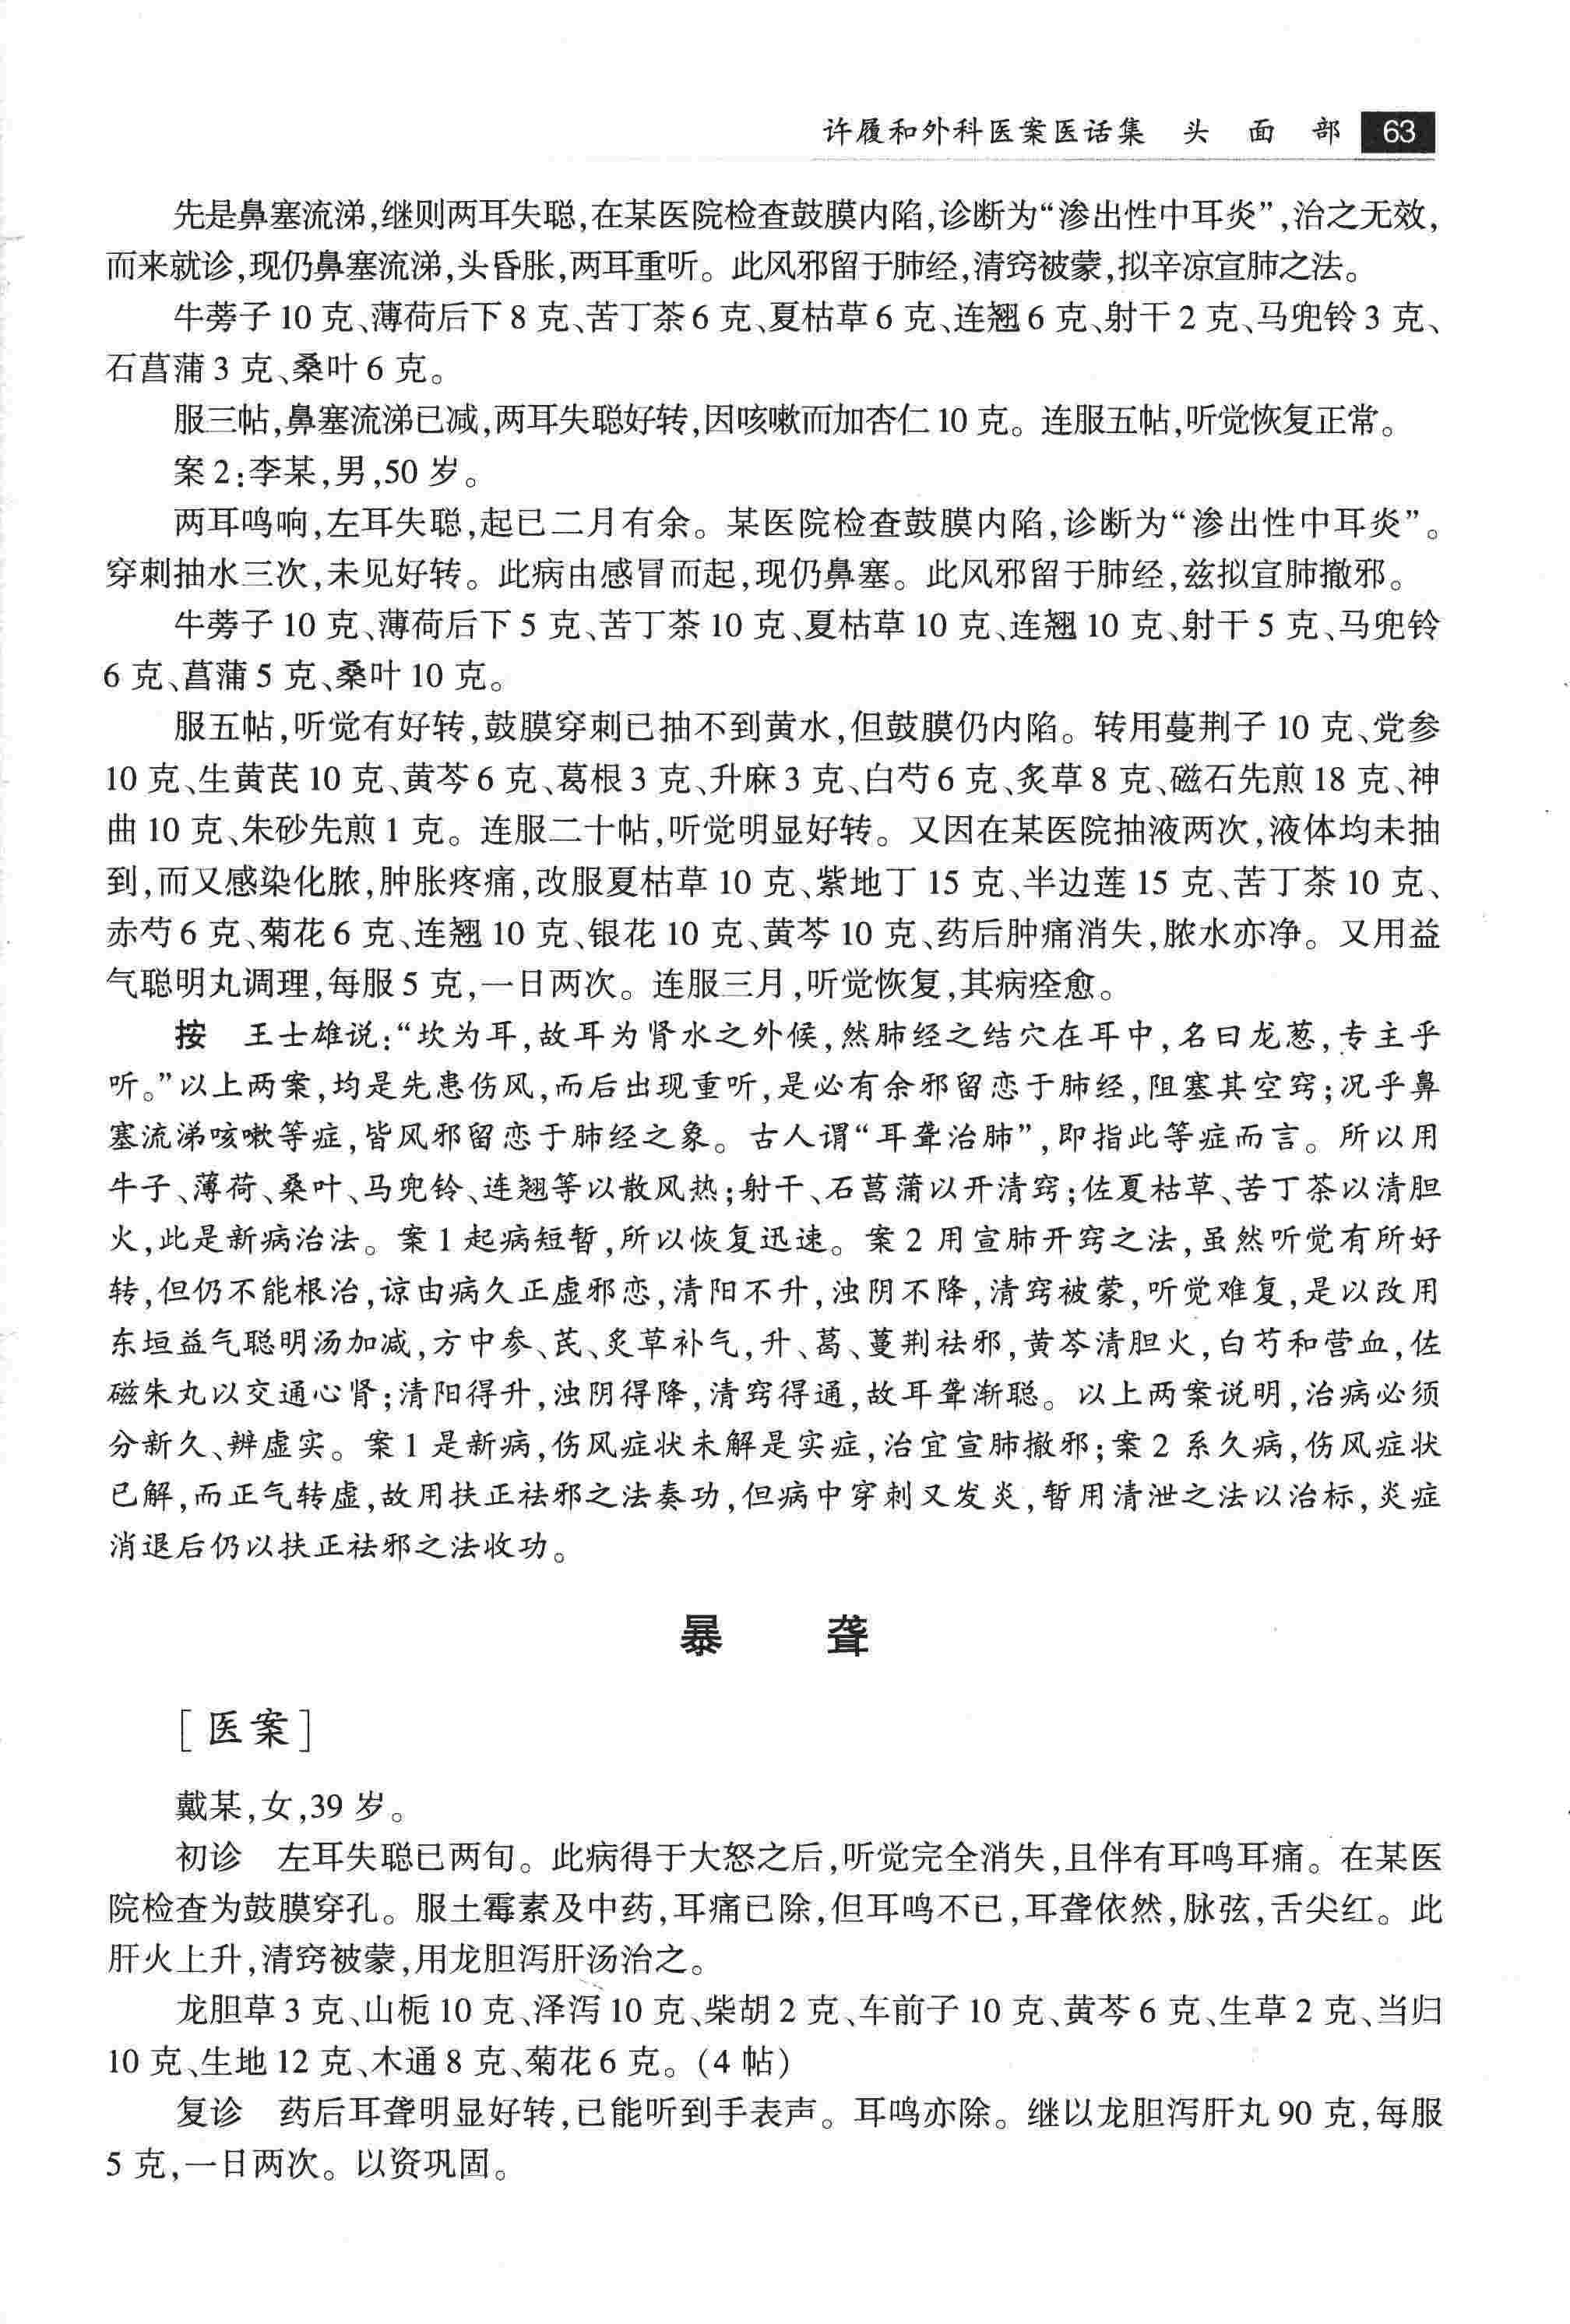 许履和外科医案医话集 头 面 部 63
先是鼻塞流涕,继则两耳失聪,在某医院检查鼓膜内陷,诊断为“渗出性中耳炎”,治之无效,
而来就诊,现仍鼻塞流涕,头昏胀,两耳重听。此风邪留于肺经,清窍被蒙,拟辛凉宣肺之法。
牛蒡子 10 克、薄荷后下 8 克、苦丁茶 6 克、夏枯草 6 克、连翘 6 克、射干 2 克、马兜铃 3 克、
石菖蒲 3 克、桑叶 6 克。
服三帖,鼻塞流涕已减,两耳失聪好转,因咳嗽而加杏仁 10 克。连服五帖,听觉恢复正常。
案 2:李某,男,50 岁。
两耳鸣响,左耳失聪,起已二月有余。某医院检查鼓膜内陷,诊断为“渗出性中耳炎”。
穿刺抽水三次,未见好转。此病由感冒而起,现仍鼻塞。此风邪留于肺经,兹拟宣肺撤邪。
牛蒡子 10 克、薄荷后下 5 克、苦丁茶 10 克、夏枯草 10 克、连翘 10 克、射干 5 克、马兜铃
6 克、菖蒲 5 克、桑叶 10 克。
服五帖,听觉有好转,鼓膜穿刺已抽不到黄水,但鼓膜仍内陷。转用蔓荆子 10 克、党参
10 克、生黄芪 10 克、黄芩 6 克、葛根 3 克、升麻 3 克、白芍 6 克、炙草 8 克、磁石先煎 18 克、神
曲 10 克、朱砂先煎 1 克。连服二十帖,听觉明显好转。又因在某医院抽液两次,液体均未抽
到,而又感染化脓,肿胀疼痛,改服夏枯草 10 克、紫地丁 15 克、半边莲 15 克、苦丁茶 10 克、
赤芍 6 克、菊花 6 克、连翘 10 克、银花 10 克、黄芩 10 克、药后肿痛消失,脓水亦净。又用益
气聪明丸调理,每服 5 克,一日两次。连服三月,听觉恢复,其病痊愈。
按 王士雄说:“坎为耳,故耳为肾水之外候,然肺经之结穴在耳中,名曰龙葱,专主乎
听。”以上两案,均是先患伤风,而后出现重听,是必有余邪留恋于肺经,阻塞其空窍;况乎鼻
塞流涕咳嗽等症,皆风邪留恋于肺经之象。古人谓“耳聋治肺”,即指此等症而言。所以用
牛子、薄荷、桑叶、马兜铃、连翘等以散风热;射干、石菖蒲以开清窍;佐夏枯草、苦丁茶以清胆
火,此是新病治法。案 1 起病短暂,所以恢复迅速。案 2 用宣肺开窍之法,虽然听觉有所好
转,但仍不能根治,谅由病久正虚邪恋,清阳不升,浊阴不降,清窍被蒙,听觉难复,是以改用
东垣益气聪明汤加减,方中参、芪、炙草补气,升、葛、蔓荆祛邪,黄芩清胆火,白芍和营血,佐
磁朱丸以交通心肾;清阳得升,浊阴得降,清窍得通,故耳聋渐聪。以上两案说明,治病必须
分新久、辨虚实。案 1 是新病,伤风症状未解是实症,治宜宣肺撤邪;案 2 系久病,伤风症状
已解,而正气转虚,故用扶正祛邪之法奏功,但病中穿刺又发炎,暂用清泄之法以治标,炎症
消退后仍以扶正祛邪之法收功。
暴 聋
[医案]
戴某,女,39 岁。
初诊 左耳失聪已两旬。此病得于大怒之后,听觉完全消失,且伴有耳鸣耳痛。在某医
院检查为鼓膜穿孔。服土霉素及中药,耳痛已除,但耳鸣不已,耳聋依然,脉弦,舌尖红。此
肝火上升,清窍被蒙,用龙胆泻肝汤治之。
龙胆草 3 克、山栀 10 克、泽泻 10 克、柴胡 2 克、车前子 10 克、黄芩 6 克、生草 2 克、当归
10 克、生地 12 克、木通 8 克、菊花 6 克。(4 帖)
复诊 药后耳聋明显好转,已能听到手表声。耳鸣亦除。继以龙胆泻肝丸 90 克,每服
5 克,一日两次。以资巩固。